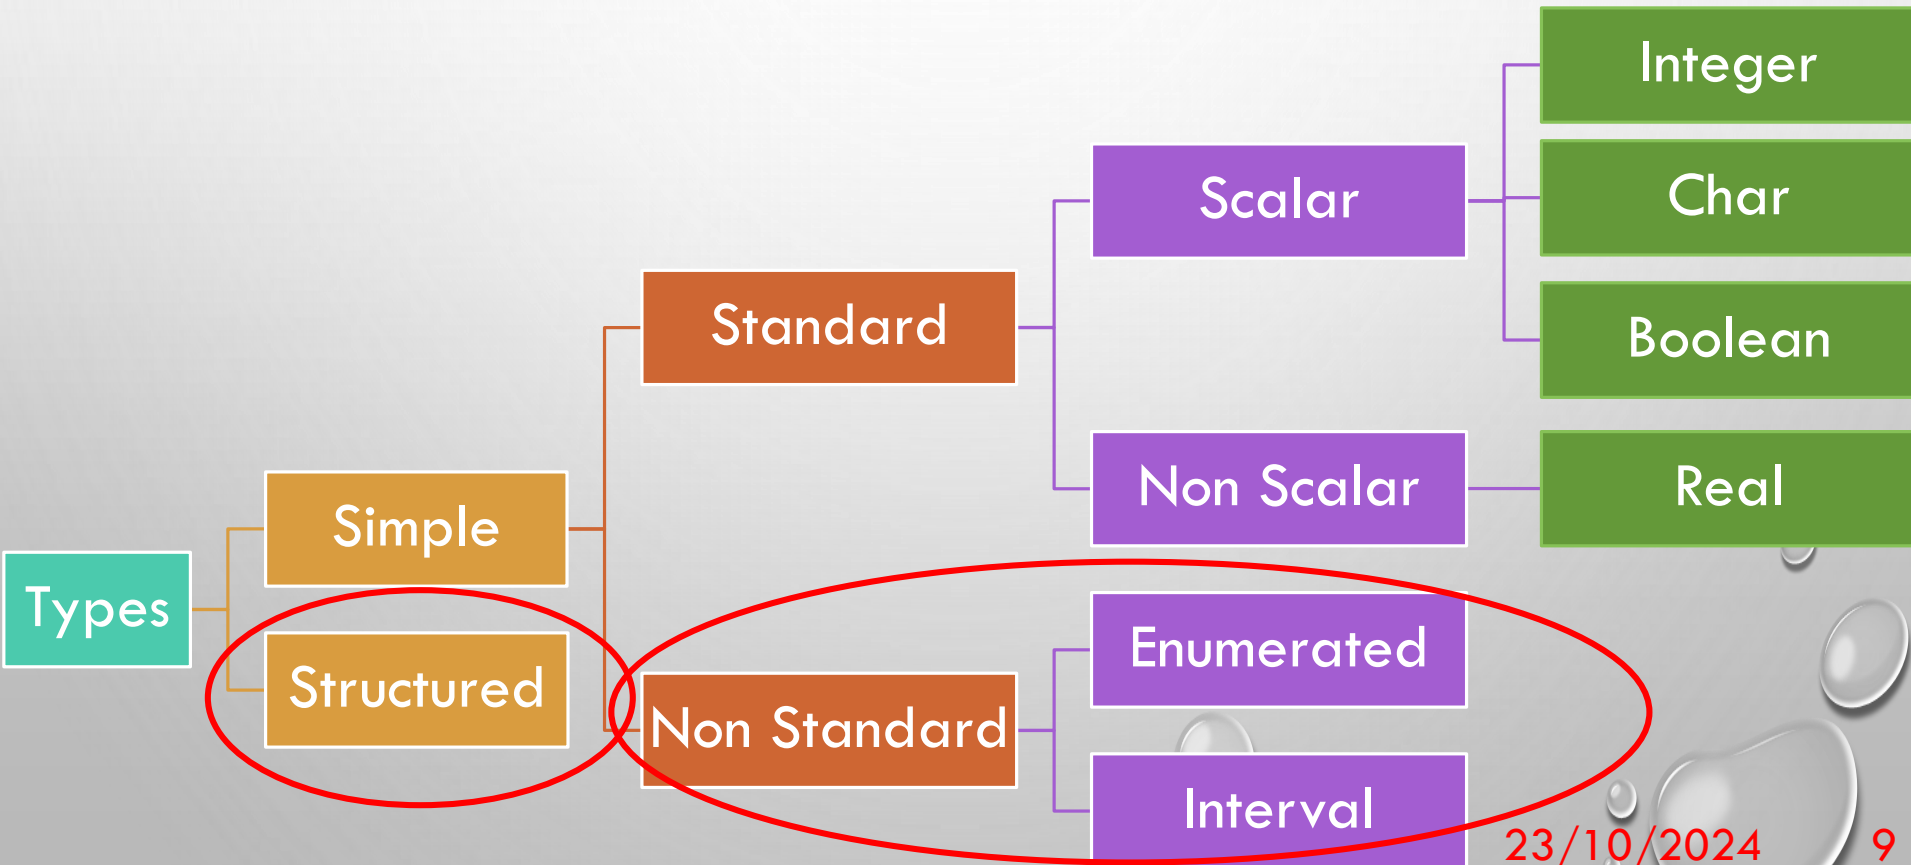 Types
Simple
Structured
Standard
Non Standard
Scalar
Non Scalar
Enumerated
Interval
Integer
Char
Boolean
Real
23/10/2024
9